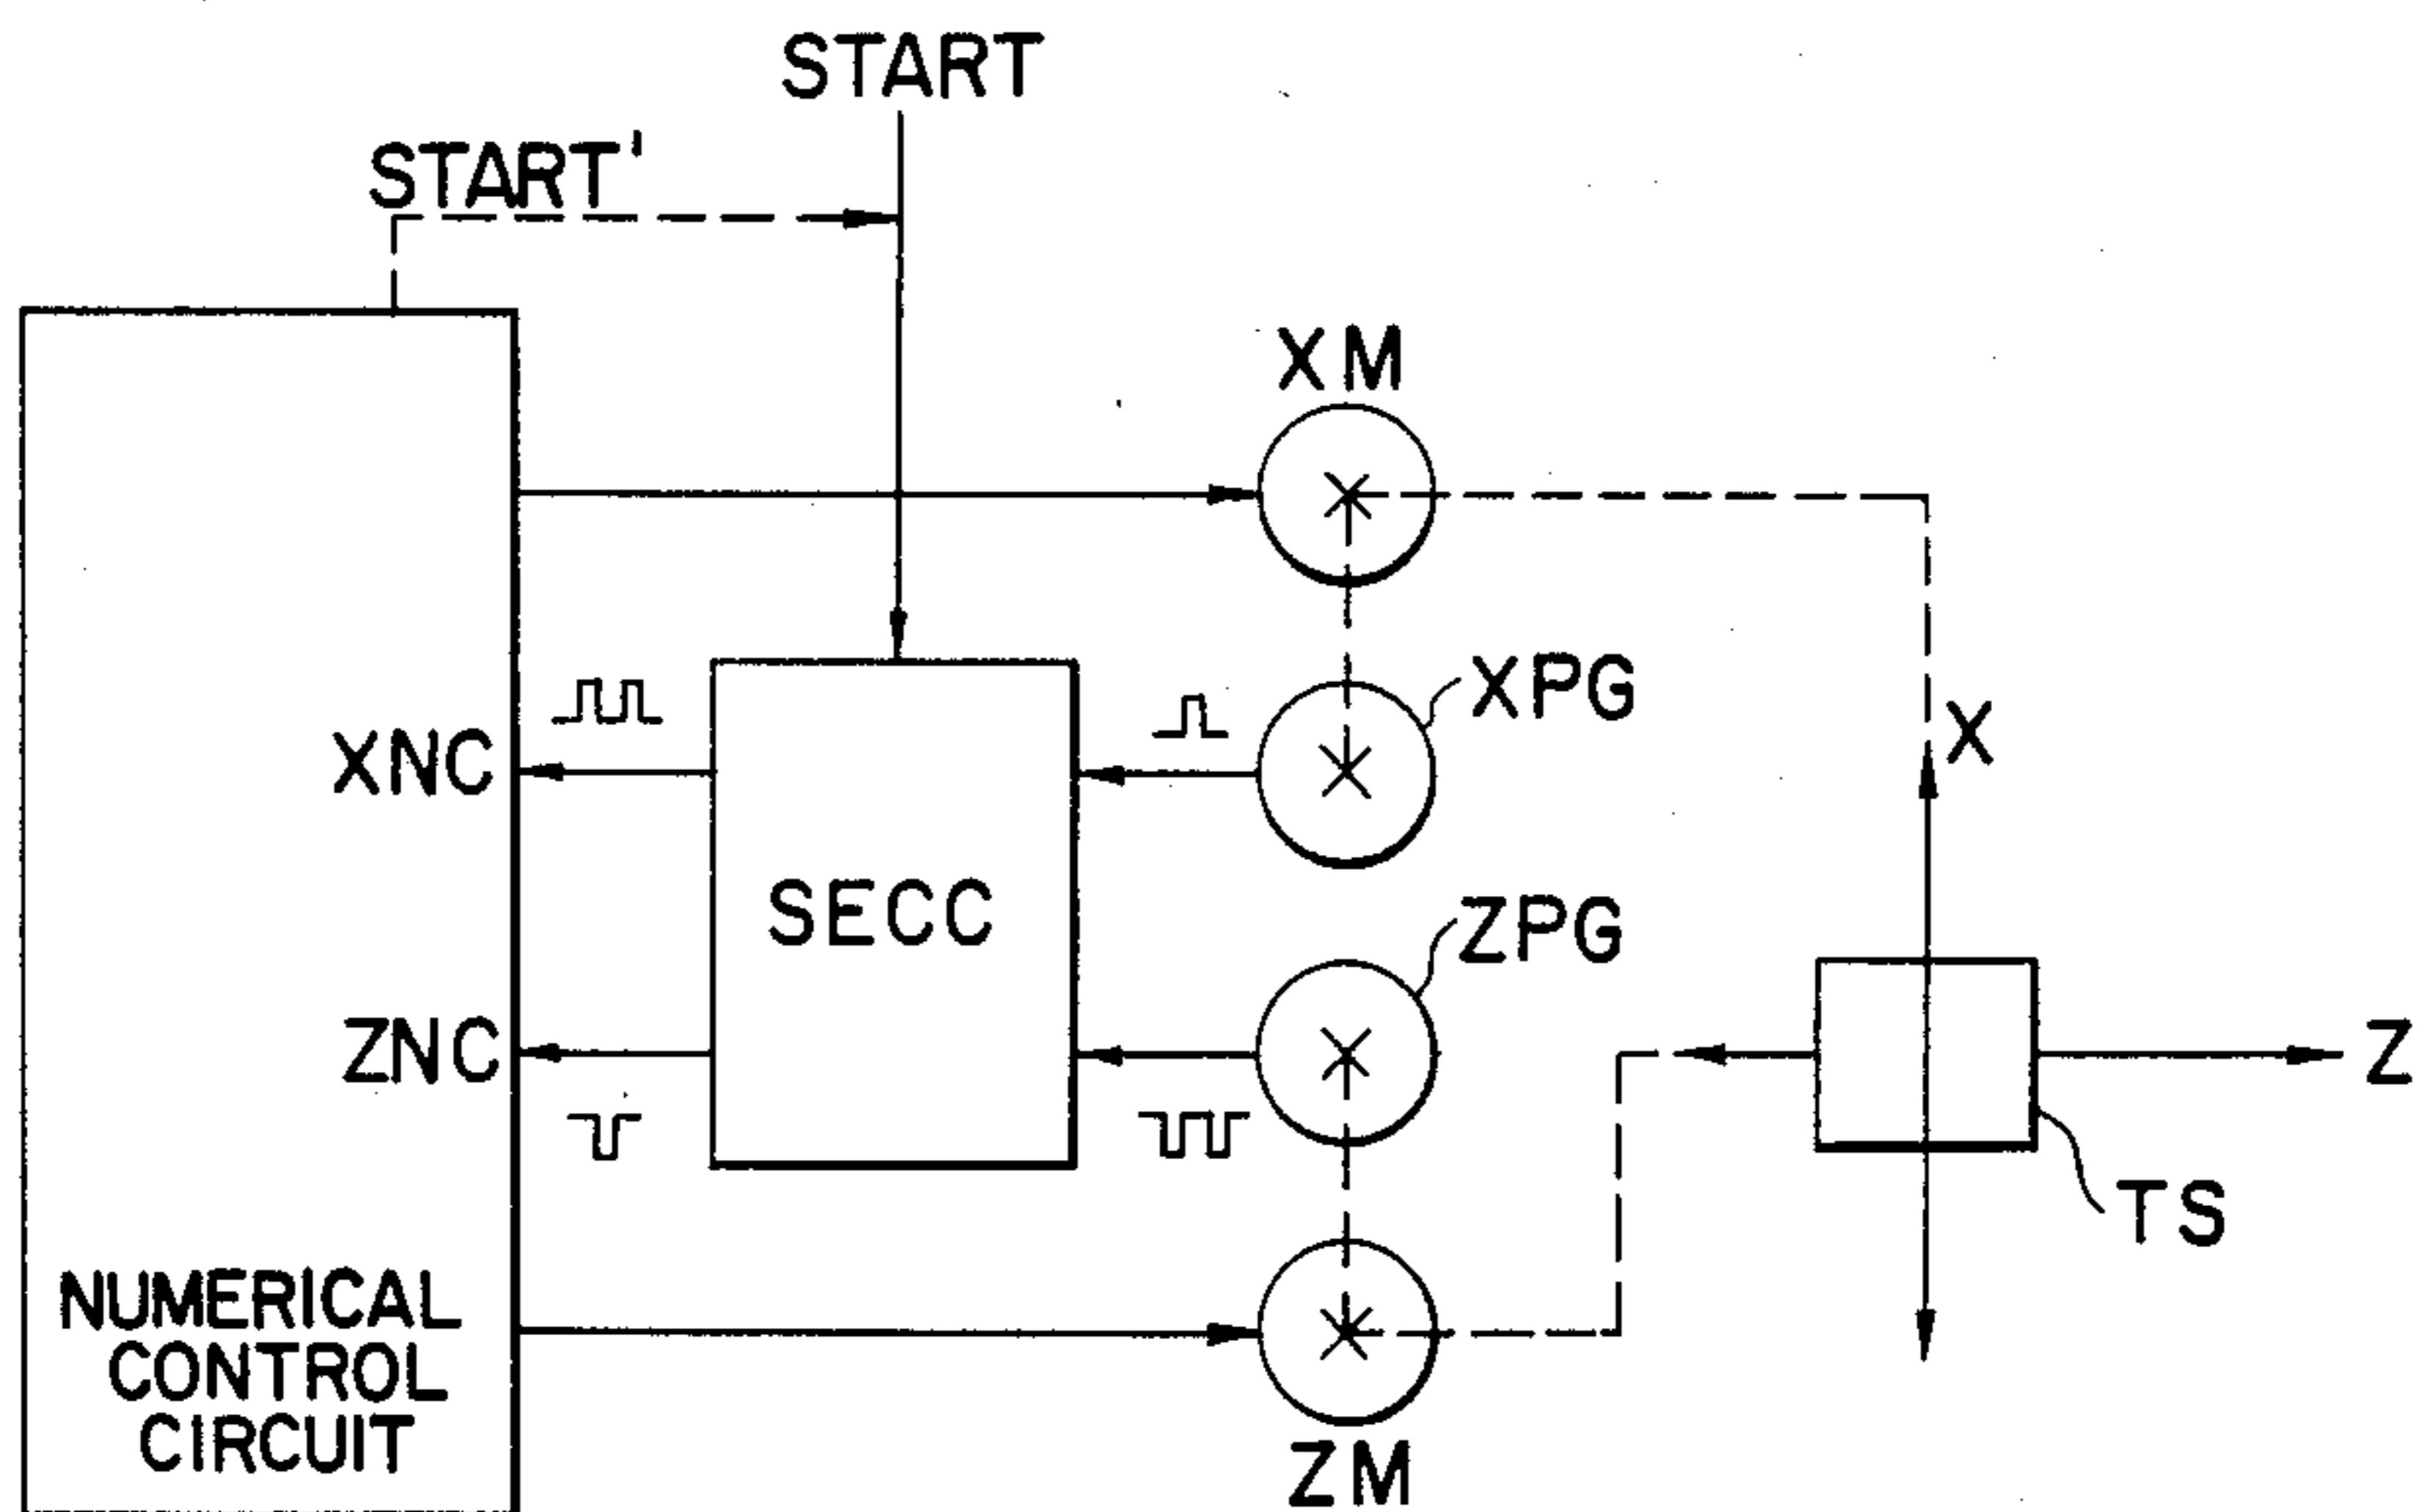 START
START'
XM
XPG
X
XNC
SECC
ZPG
ZNC
Z
TS
NUMERICAL
CONTROL
CIRCUIT
ZM